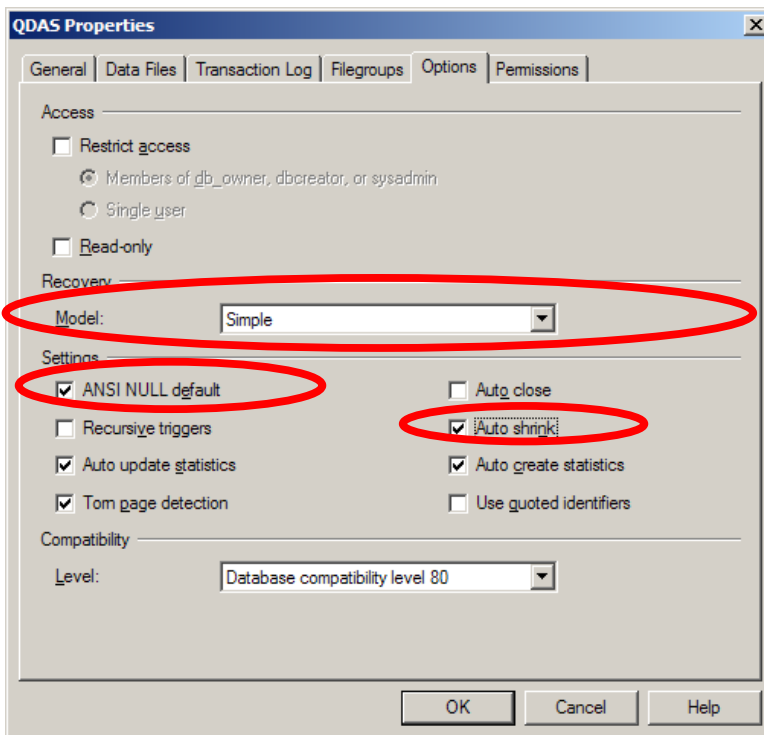 QDAS Properties
General Data Files Transaction Log Filegroups Options Permissions
Access
Restrict access
Members of db_owner, dbcreator, or sysadmin
Single user
Read-only
Recovery
Model: Simple
Settings
ANSI NULL default Auto close
Recursive triggers Auto shrink
Auto update statistics Auto create statistics
Torn page detection Use quoted identifiers
Compatibility
Level: Database compatibility level 80
OK Cancel Help